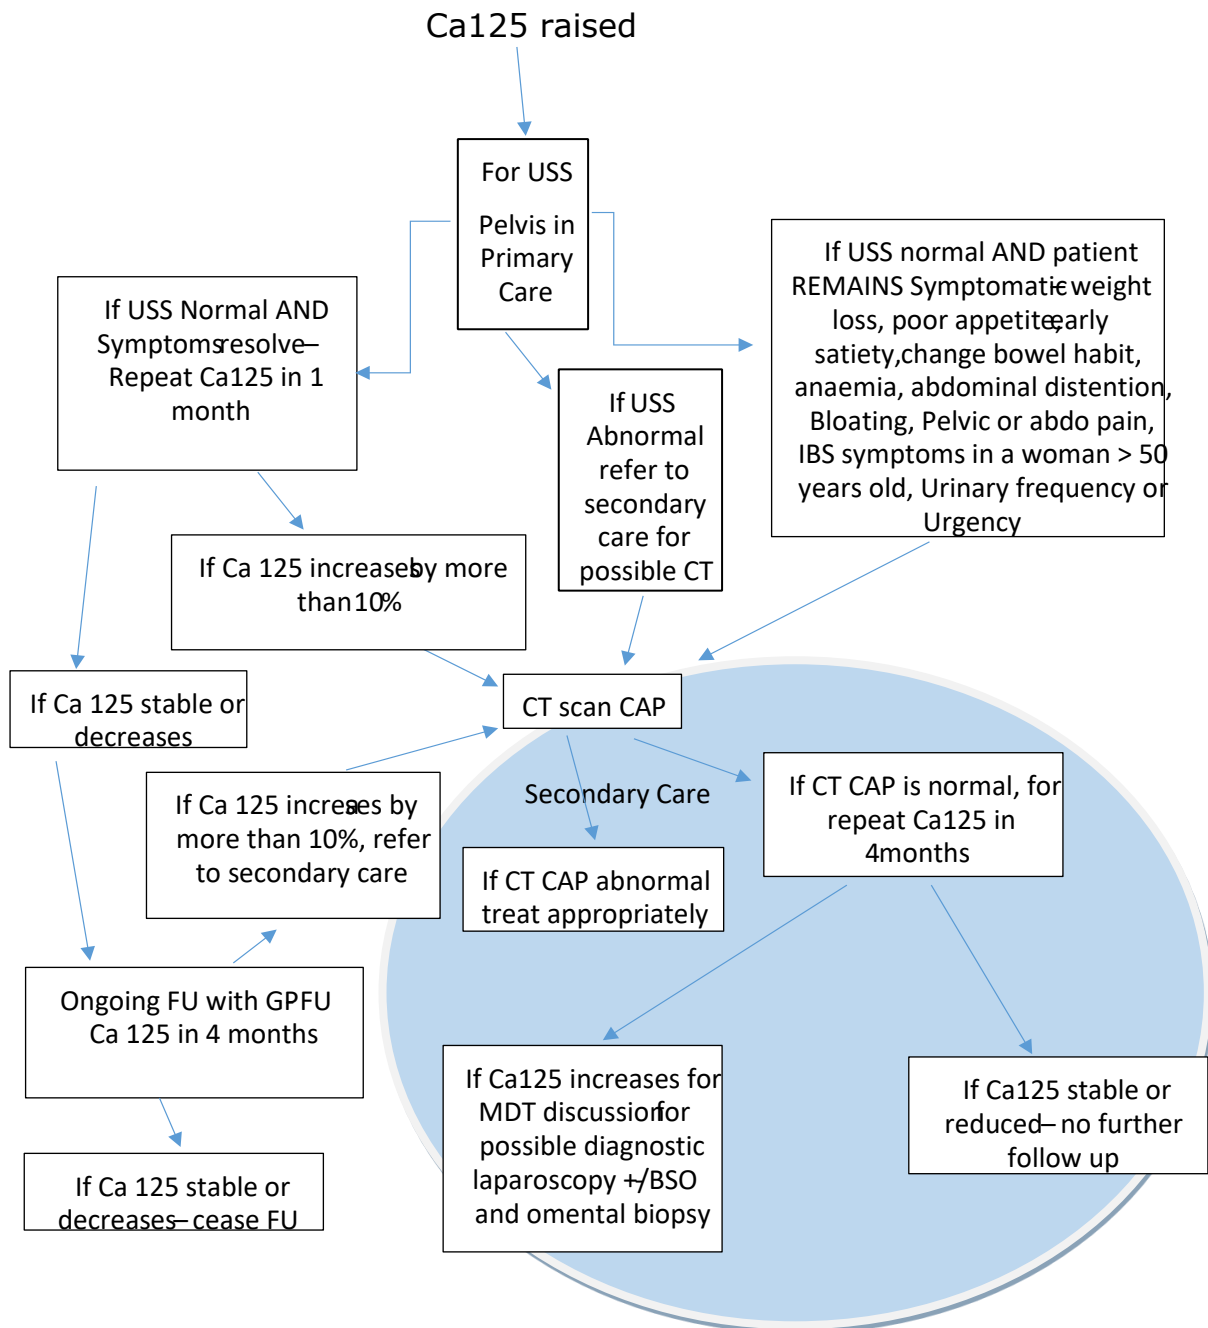 Ca125 raised
For USS
Pelvis in
Primary
Care
If USS Normal AND
Symptoms resolve –
Repeat Ca125 in 1
month
If USS
Abnormal
refer to
secondary
care for
possible CT
If USS normal AND patient
REMAINS Symptomatic – weight
loss, poor appetite, early
satiety,change bowel habit,
anaemia, abdominal distention,
Bloating, Pelvic or abdo pain,
IBS symptoms in a woman > 50
years old, Urinary frequency or
Urgency
If Ca 125 increases by more
than 10%
If Ca 125 stable or
decreases
CT scan CAP
Secondary Care
If Ca 125 increases by
more than 10%, refer
to secondary care
If CT CAP is normal, for
repeat Ca125 in
4months
If CT CAP abnormal
treat appropriately
Ongoing FU with GPFU
Ca 125 in 4 months
If Ca125 increases for
MDT discussion for
possible diagnostic
laparoscopy +/- BSO
and omental biopsy
If Ca125 stable or
reduced – no further
follow up
If Ca 125 stable or
decreases – cease FU